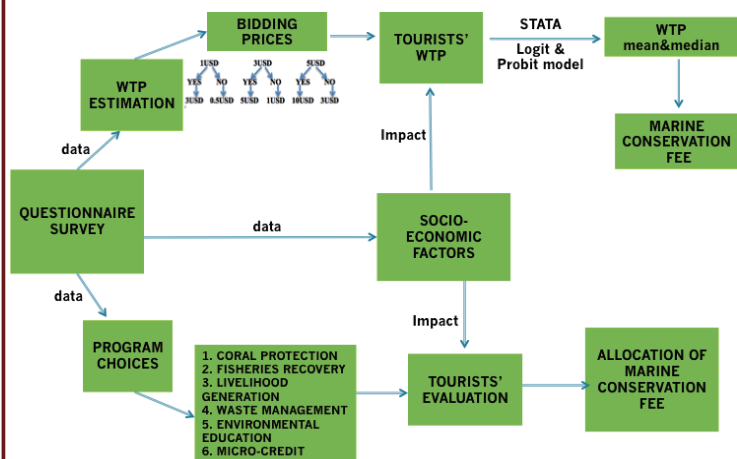 BIDDING
PRICES
TOURISTS'
WTP
STATA
Logit &
Probit model
WTP
mean&median
1USD 3USD 5USD
YES NO YES NO YES NO
3USD 0.5USD 5USD 1USD 10USD 3USD
WTP
ESTIMATION
MARINE
CONSERVATION
FEE
data
Impact
QUESTIONNAIRE
SURVEY
data
SOCIO-
ECONOMIC
FACTORS
data
Impact
PROGRAM
CHOICES
1. CORAL PROTECTION
2. FISHERIES RECOVERY
3. LIVELIHOOD
GENERATION
4. WASTE MANAGEMENT
5. ENVIRONMENTAL
EDUCATION
6. MICRO-CREDIT
TOURISTS'
EVALUATION
ALLOCATION OF
MARINE
CONSERVATION
FEE